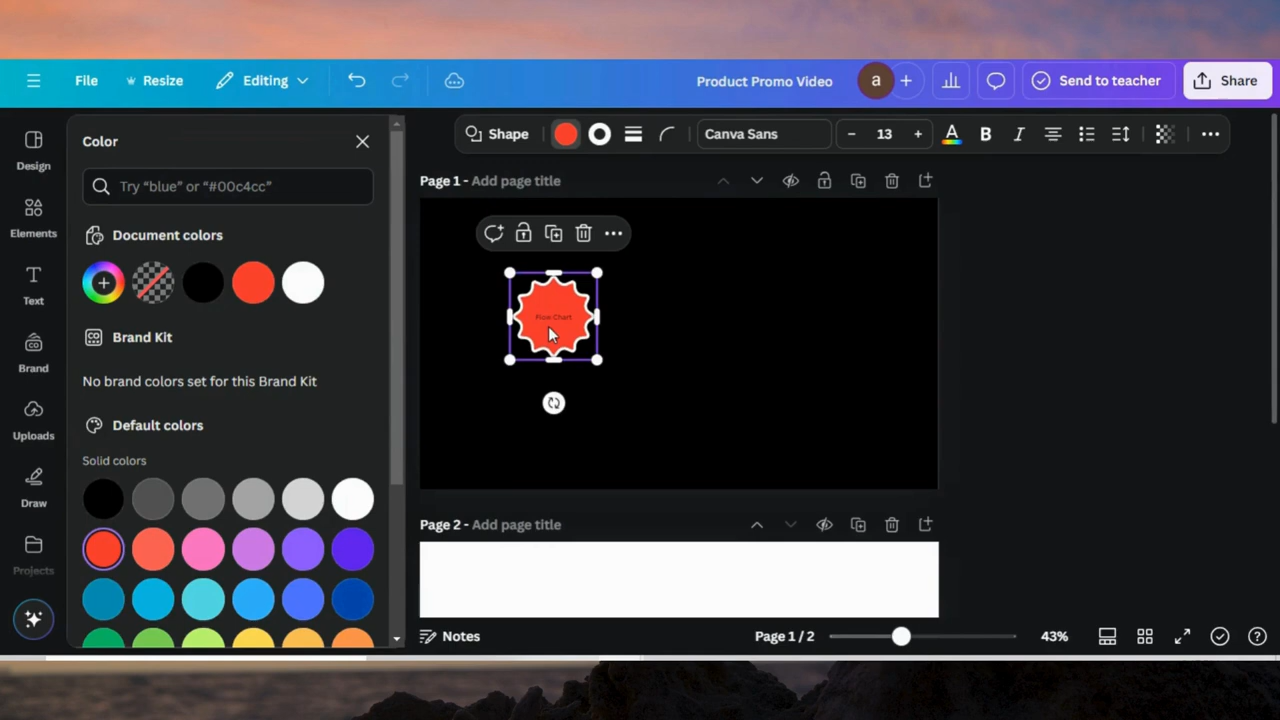 File
Resize
Editing
Product Promo Video
a
+
Send to teacher
Share
Design
Elements
Text
Brand
Uploads
Draw
Projects
Color
Try “blue” or “#00c4cc”
Document colors
Brand Kit
No brand colors set for this Brand Kit
Default colors
Solid colors
Shape
Canva Sans
− 13 +
A
B
I
Page 1 - Add page title
Flow Chart
Page 2 - Add page title
Notes
Page 1 / 2
43%